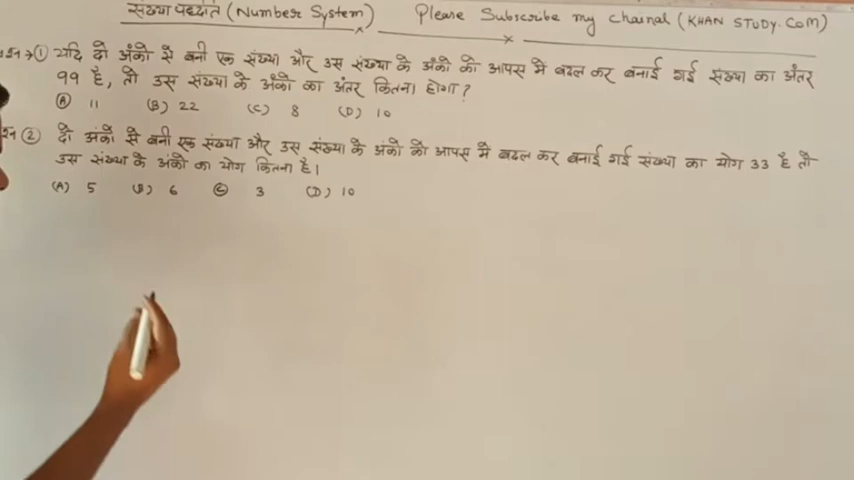 संख्या पद्धति (Number System) Please Subscribe my Chainal (KHAN STUDY.COM)
प्रश्न → ① यदि दो अंको से बनी एक संख्या और उस संख्या के अंको को आपस में बदल कर बनाई गई संख्या का अंतर
99 है, तो उस संख्या के अंको का अंतर कितना होगा ?
(A) 11 (B) 22 (C) 8 (D) 10
② दो अंको से बनी एक संख्या और उस संख्या के अंको को आपस में बदल कर बनाई गई संख्या का योग 33 है तो
उस संख्या के अंको का योग कितना है।
(A) 5 (B) 6 (C) 3 (D) 10